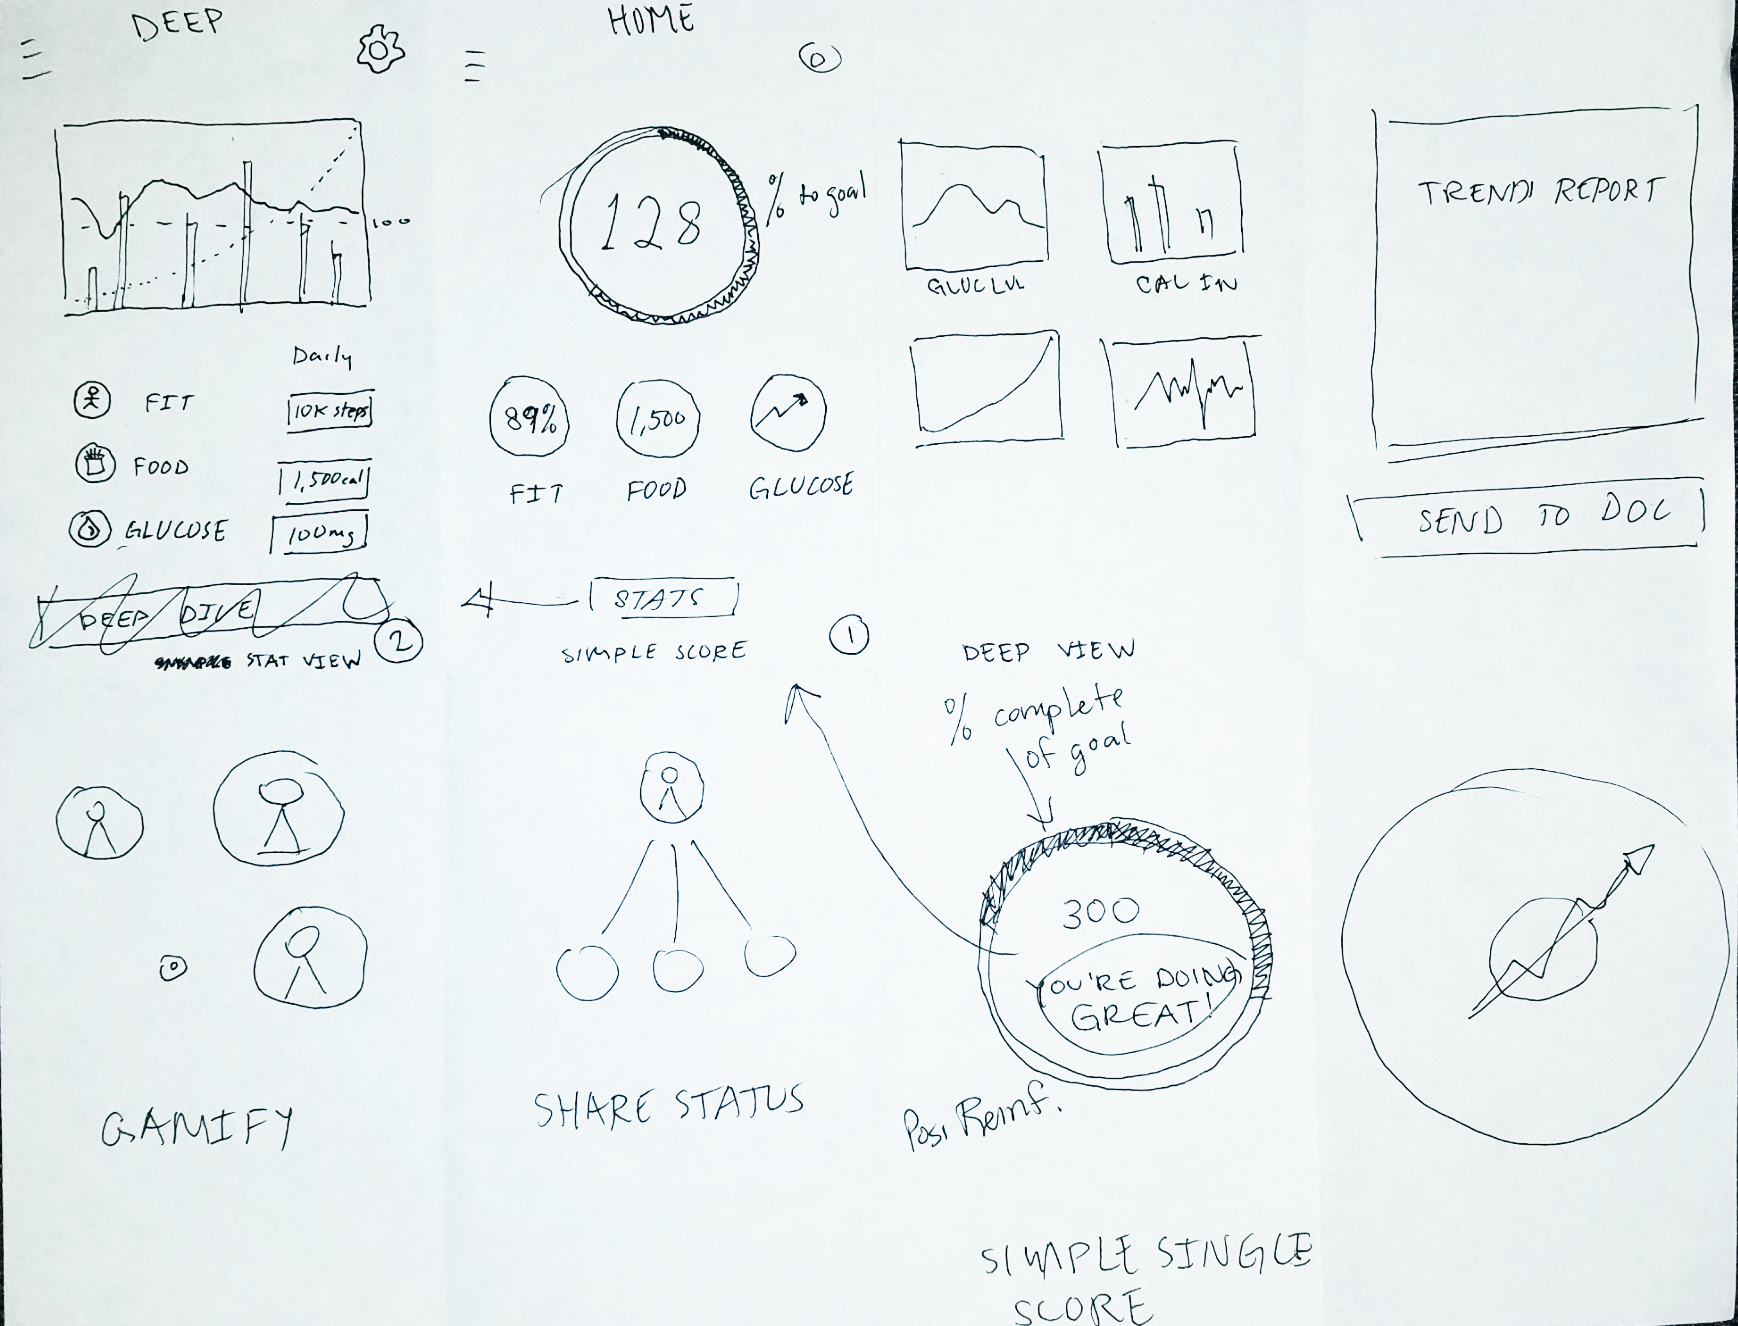 DEEP
100
Daily
FIT
10K steps
FOOD
1,500cal
GLUCOSE
100mg
DEEP DIVE
STAT VIEW
2
HOME
128
% to goal
89%
1,500
FIT
FOOD
GLUCOSE
STATS
SIMPLE SCORE
1
GLUC LVL
CAL IN
DEEP VIEW
TREND REPORT
SEND TO DOC
GAMIFY
SHARE STATUS
% complete
of goal
300
YOU'RE DOING
GREAT!
Posi Reinf.
SIMPLE SINGLE
SCORE